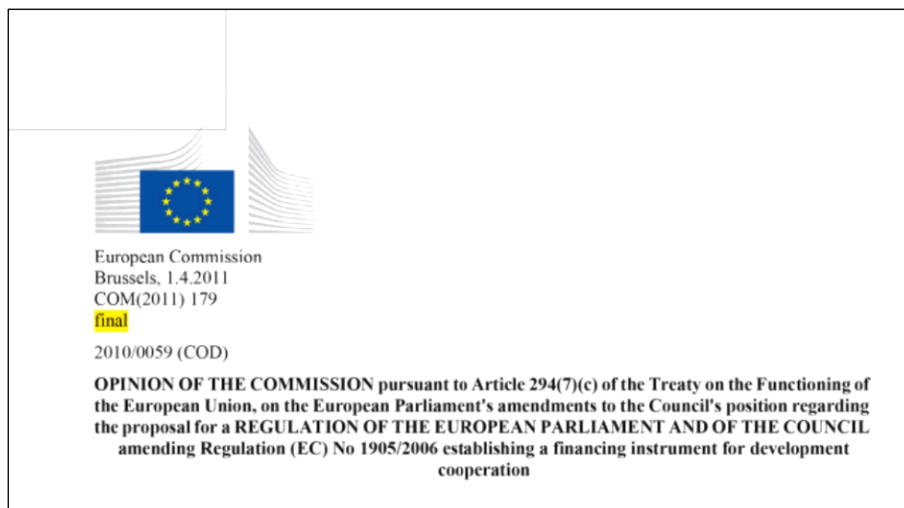 European Commission
Brussels, 1.4.2011
COM(2011) 179
final
2010/0059 (COD)
OPINION OF THE COMMISSION pursuant to Article 294(7)(c) of the Treaty on the Functioning of
the European Union, on the European Parliament's amendments to the Council's position regarding
the proposal for a REGULATION OF THE EUROPEAN PARLIAMENT AND OF THE COUNCIL
amending Regulation (EC) No 1905/2006 establishing a financing instrument for development
cooperation